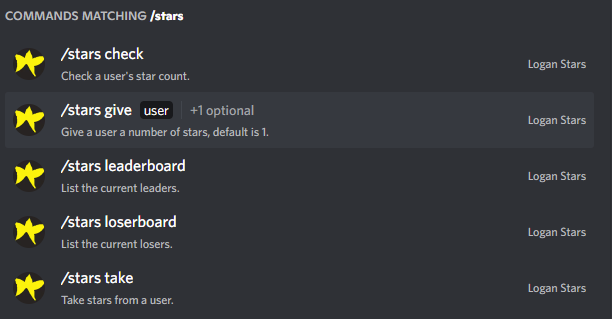 COMMANDS MATCHING /stars
/stars check
Check a user's star count.
Logan Stars
/stars give user +1 optional
Give a user a number of stars, default is 1.
Logan Stars
/stars leaderboard
List the current leaders.
Logan Stars
/stars loserboard
List the current losers.
Logan Stars
/stars take
Take stars from a user.
Logan Stars